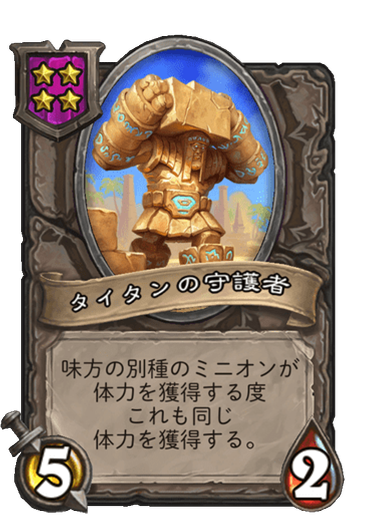 タイタンの守護者
味方の別種のミニオンが
体力を獲得する度
これも同じ
体力を獲得する。
5
2